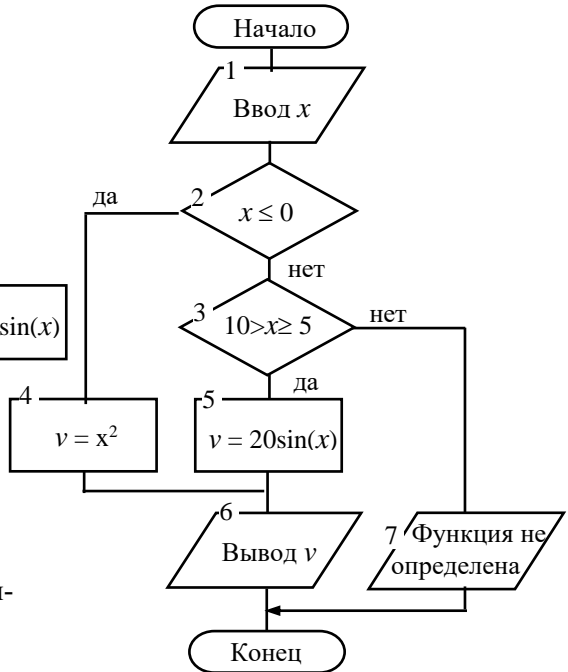 Начало
1
Ввод x
2
да
x ≤ 0
нет
3
10>x≥ 5
нет
sin(x)
да
4
v = x²
5
v = 20sin(x)
6
Вывод v
7 Функция не
определена
Конец